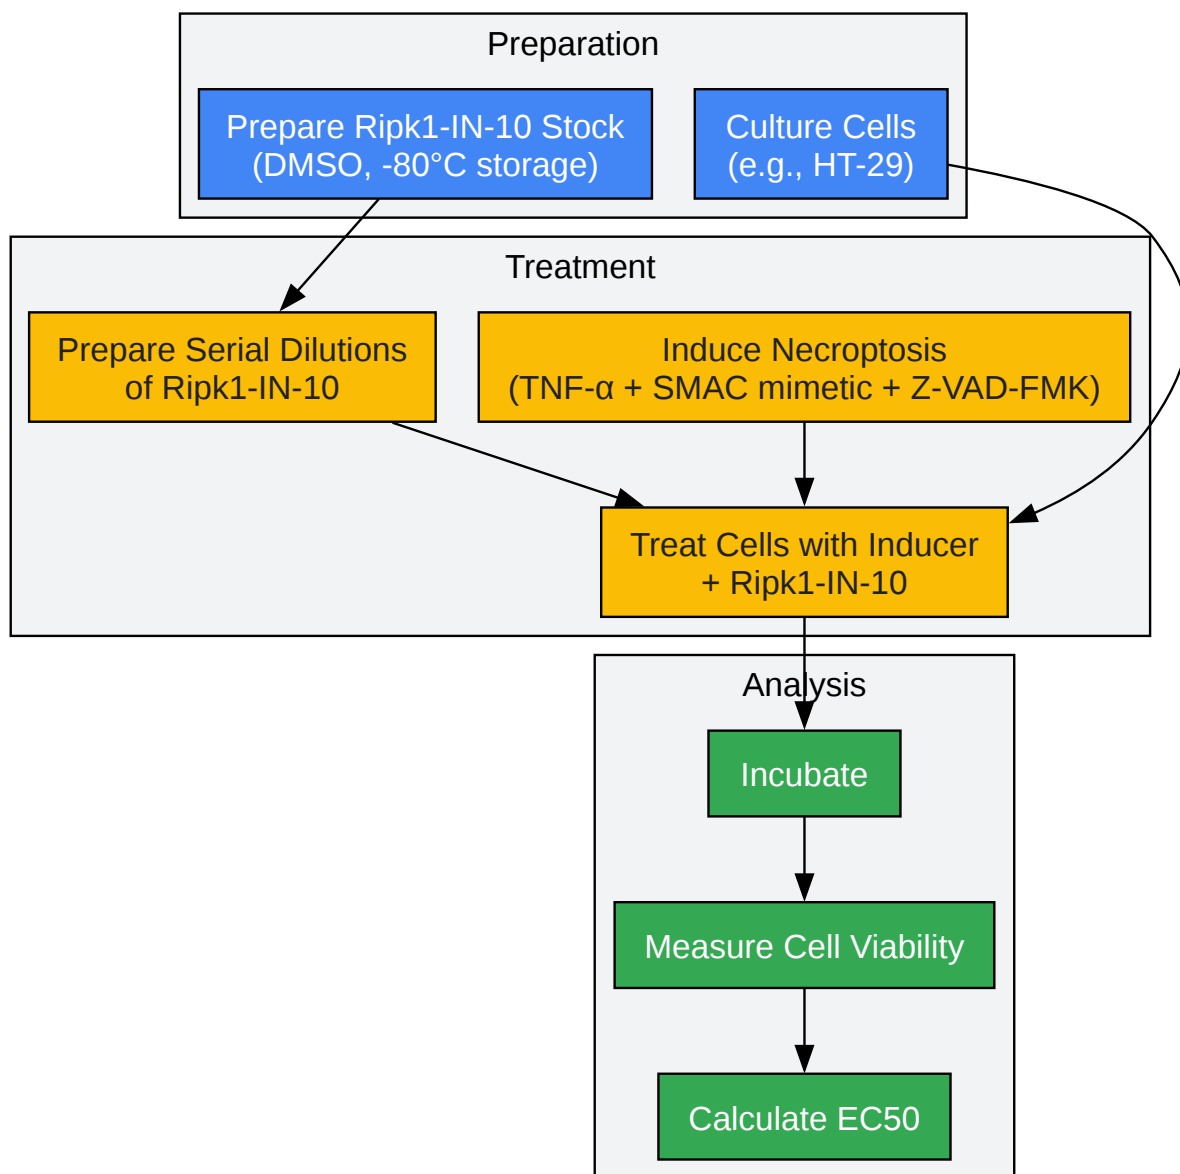 Preparation
Prepare Ripk1-IN-10 Stock
(DMSO, -80°C storage)
Culture Cells
(e.g., HT-29)
Treatment
Prepare Serial Dilutions
of Ripk1-IN-10
Induce Necroptosis
(TNF-α + SMAC mimetic + Z-VAD-FMK)
Treat Cells with Inducer
+ Ripk1-IN-10
Analysis
Incubate
Measure Cell Viability
Calculate EC50